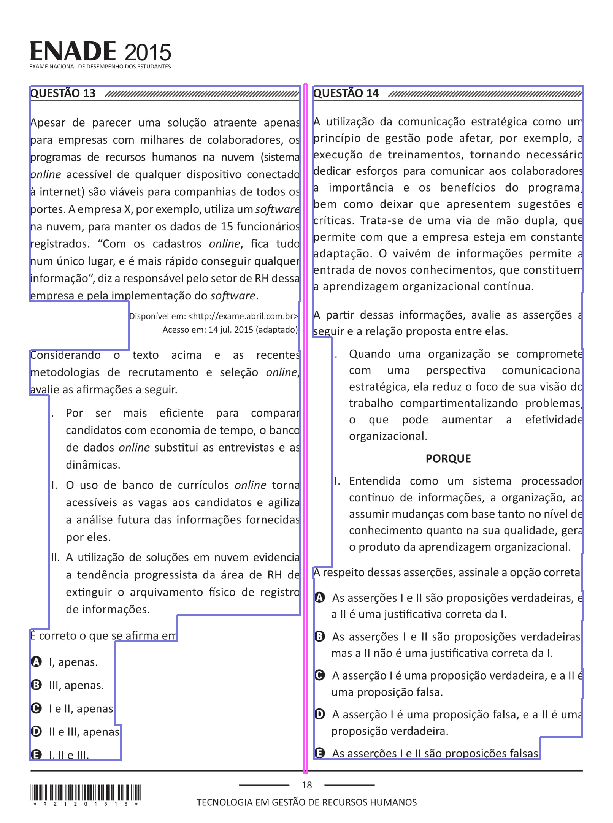 ENADE 2015
EXAME NACIONAL DE DESEMPENHO DOS ESTUDANTES
QUESTÃO 13
Apesar de parecer uma solução atraente apenas
para empresas com milhares de colaboradores, os
programas de recursos humanos na nuvem (sistema
online acessível de qualquer dispositivo conectado
à internet) são viáveis para companhias de todos os
portes. A empresa X, por exemplo, utiliza um software
na nuvem, para manter os dados de 15 funcionários
registrados. “Com os cadastros online, fica tudo
num único lugar, e é mais rápido conseguir qualquer
informação”, diz a responsável pelo setor de RH dessa
empresa e pela implementação do software.
Disponível em: <http://exame.abril.com.br>
Acesso em: 14 jul. 2015 (adaptado)
Considerando o texto acima e as recentes
metodologias de recrutamento e seleção online,
avalie as afirmações a seguir.
I. Por ser mais eficiente para comparar
candidatos com economia de tempo, o banco
de dados online substitui as entrevistas e as
dinâmicas.
II. O uso de banco de currículos online torna
acessíveis as vagas aos candidatos e agiliza
a análise futura das informações fornecidas
por eles.
III. A utilização de soluções em nuvem evidencia
a tendência progressista da área de RH de
extinguir o arquivamento físico de registro
de informações.
É correto o que se afirma em
A I, apenas.
B III, apenas.
C I e II, apenas
D II e III, apenas
E I, II e III.
QUESTÃO 14
A utilização da comunicação estratégica como um
princípio de gestão pode afetar, por exemplo, a
execução de treinamentos, tornando necessário
dedicar esforços para comunicar aos colaboradores
a importância e os benefícios do programa,
bem como deixar que apresentem sugestões e
críticas. Trata-se de uma via de mão dupla, que
permite com que a empresa esteja em constante
adaptação. O vaivém de informações permite a
entrada de novos conhecimentos, que constituem
a aprendizagem organizacional contínua.
A partir dessas informações, avalie as asserções a
seguir e a relação proposta entre elas.
I. Quando uma organização se compromete
com uma perspectiva comunicacional
estratégica, ela reduz o foco de sua visão do
trabalho compartimentalizando problemas,
o que pode aumentar a efetividade
organizacional.
PORQUE
II. Entendida como um sistema processador
contínuo de informações, a organização, ao
assumir mudanças com base tanto no nível de
conhecimento quanto na sua qualidade, gera
o produto da aprendizagem organizacional.
A respeito dessas asserções, assinale a opção correta
A As asserções I e II são proposições verdadeiras, e
a II é uma justificativa correta da I.
B As asserções I e II são proposições verdadeiras
mas a II não é uma justificativa correta da I.
C A asserção I é uma proposição verdadeira, e a II é
uma proposição falsa.
D A asserção I é uma proposição falsa, e a II é uma
proposição verdadeira.
E As asserções I e II são proposições falsas
18
TECNOLOGIA EM GESTÃO DE RECURSOS HUMANOS